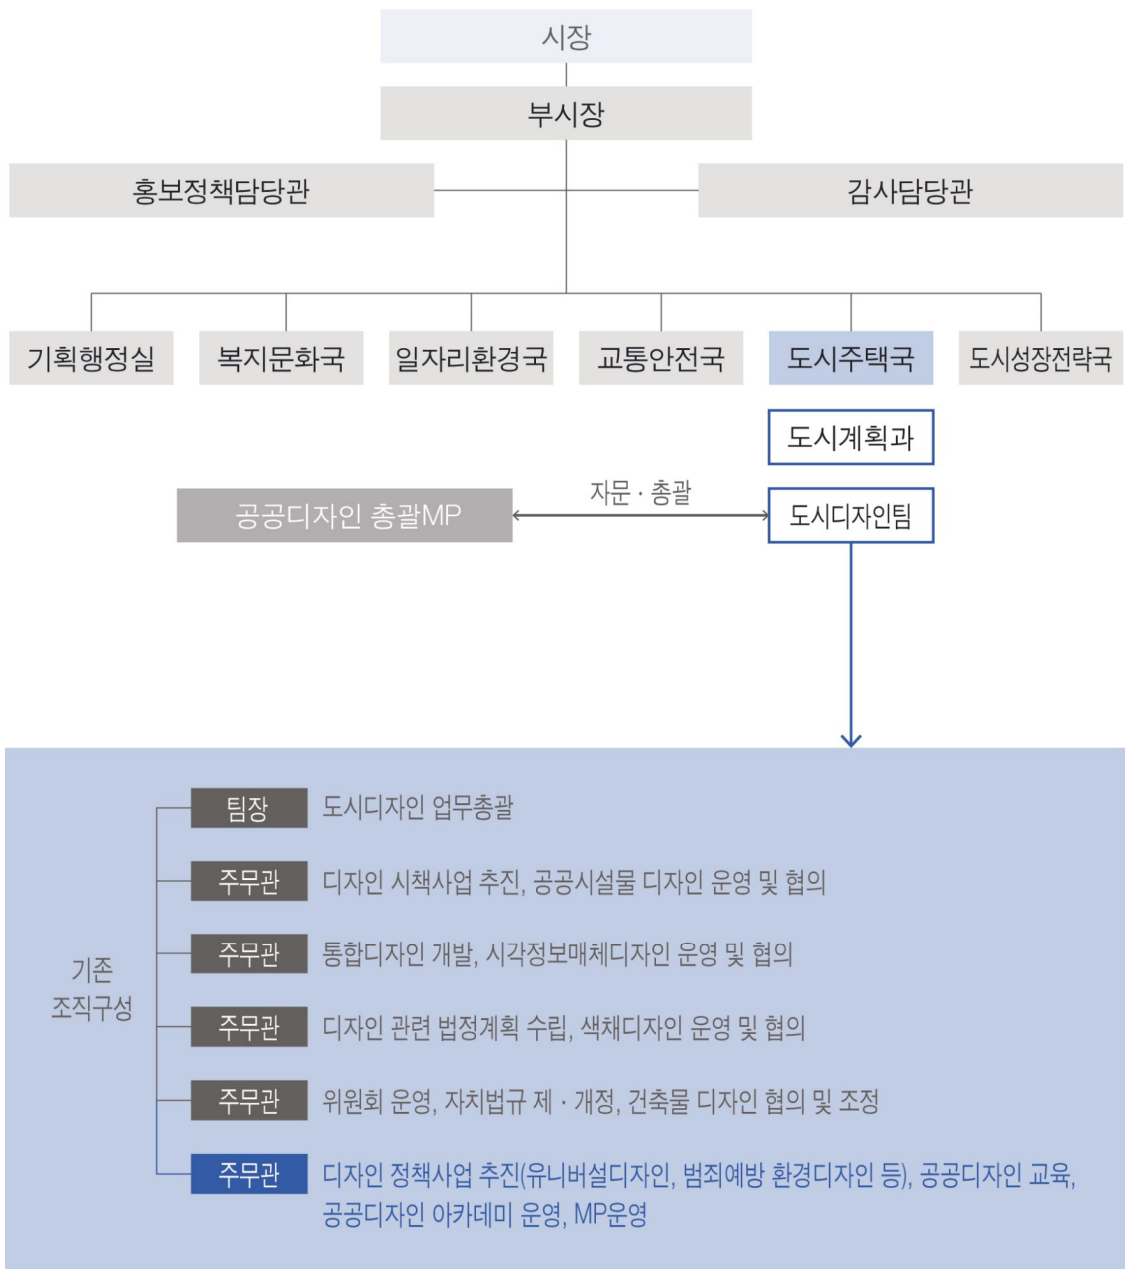 시장
부시장
홍보정책담당관
감사담당관
기획행정실
복지문화국
일자리환경국
교통안전국
도시주택국
도시성장전략국
도시계획과
자문 · 총괄
공공디자인 총괄MP
도시디자인팀
팀장
도시디자인 업무총괄
주무관
디자인 시책사업 추진, 공공시설물 디자인 운영 및 협의
주무관
통합디자인 개발, 시각정보매체디자인 운영 및 협의
기존
조직구성
주무관
디자인 관련 법정계획 수립, 색채디자인 운영 및 협의
주무관
위원회 운영, 자치법규 제 · 개정, 건축물 디자인 협의 및 조정
주무관
디자인 정책사업 추진(유니버설디자인, 범죄예방 환경디자인 등), 공공디자인 교육,
공공디자인 아카데미 운영, MP운영